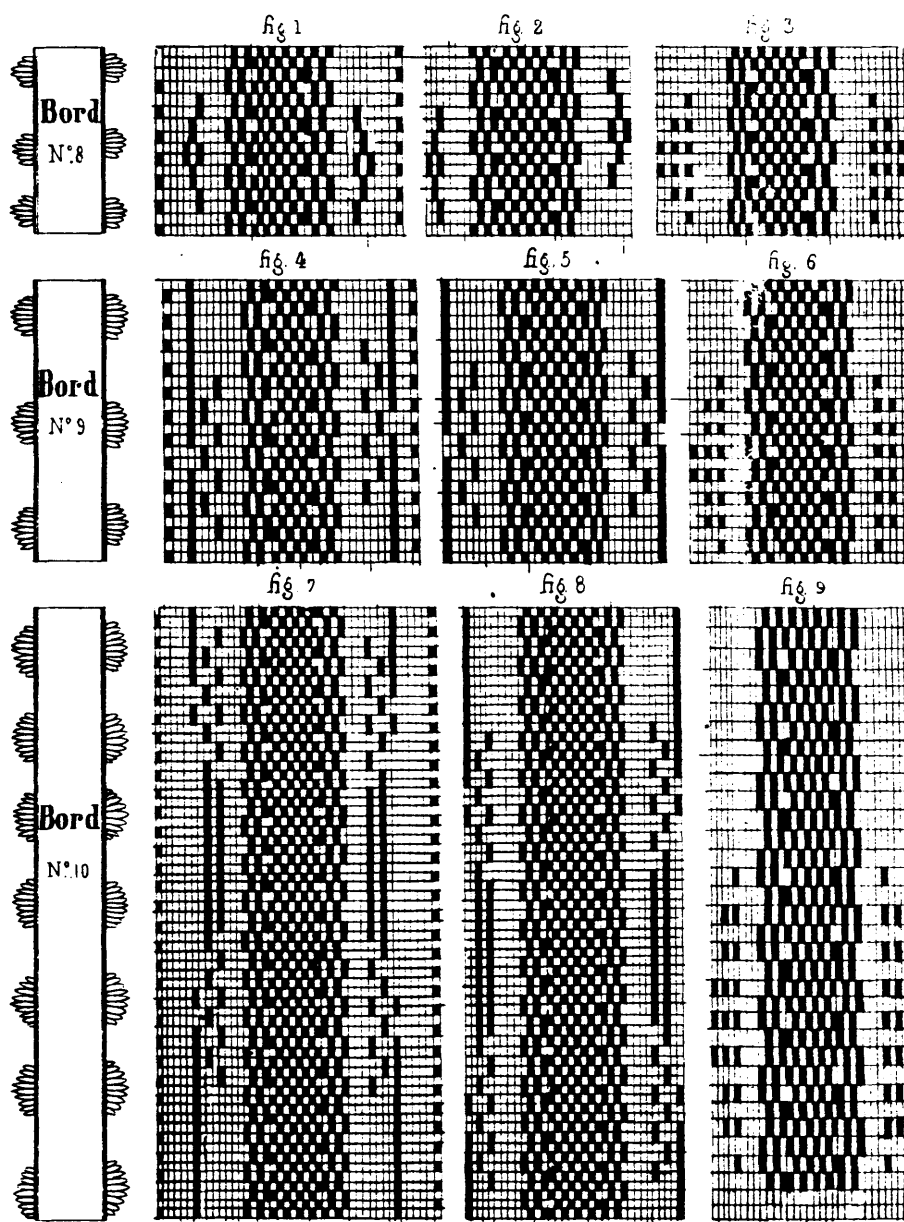 fig. 1
fig. 2
fig. 3
Bord
N°.8
fig. 4
fig. 5
fig. 6
Bord
N° 9
fig. 7
fig. 8
fig. 9
Bord
N°.10